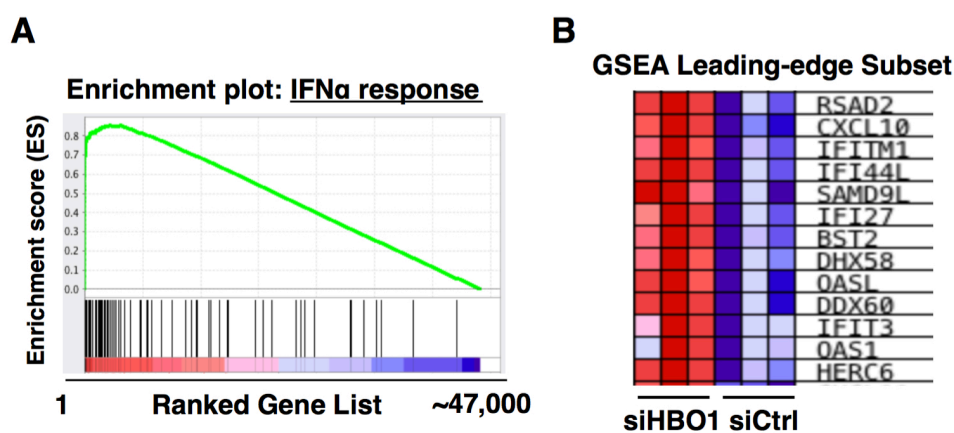 A
Enrichment plot: IFNα response
Enrichment score (ES)
0.8
0.7
0.6
0.5
0.4
0.3
0.2
0.1
0.0
1 Ranked Gene List ~47,000
B
GSEA Leading-edge Subset
RSAD2
CXCL10
IFITM1
IFI44L
SAMD9L
IFI27
BST2
DHX58
OASL
DDX60
IFIT3
OAS1
HERC6
siHBO1 siCtrl